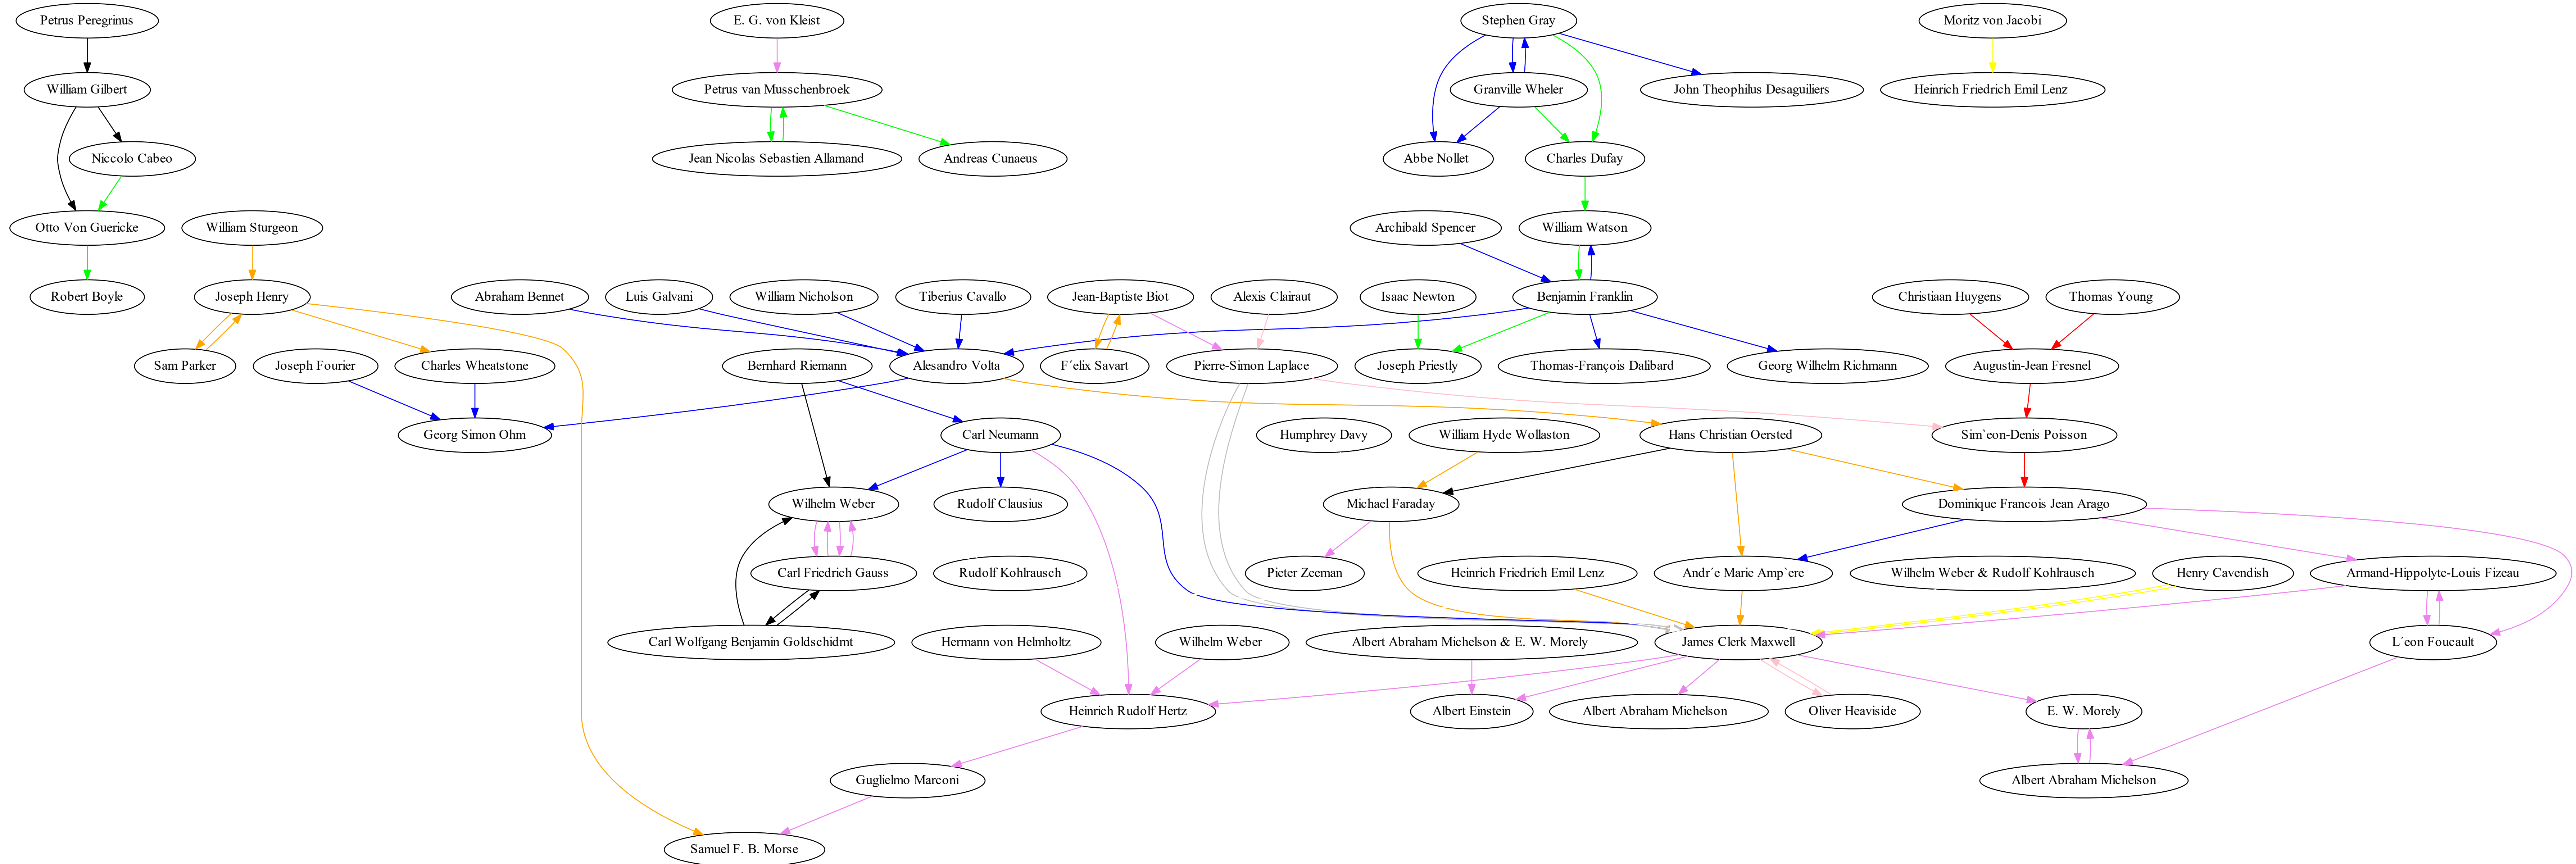 Petrus Peregrinus
E. G. von Kleist
Stephen Gray
Moritz von Jacobi
William Gilbert
Petrus van Musschenbroek
Granville Wheler
John Theophilus Desaguiliers
Heinrich Friedrich Emil Lenz
Niccolo Cabeo
Jean Nicolas Sebastien Allamand
Andreas Cunaeus
Abbe Nollet
Charles Dufay
Otto Von Guericke
William Sturgeon
Archibald Spencer
William Watson
Robert Boyle
Joseph Henry
Abraham Bennet
Luis Galvani
William Nicholson
Tiberius Cavallo
Jean-Baptiste Biot
Alexis Clairaut
Isaac Newton
Benjamin Franklin
Christiaan Huygens
Thomas Young
Sam Parker
Joseph Fourier
Charles Wheatstone
Bernhard Riemann
Alesandro Volta
F´elix Savart
Pierre-Simon Laplace
Joseph Priestly
Thomas-François Dalibard
Georg Wilhelm Richmann
Augustin-Jean Fresnel
Georg Simon Ohm
Carl Neumann
Humphrey Davy
William Hyde Wollaston
Hans Christian Oersted
Sim`eon-Denis Poisson
Wilhelm Weber
Rudolf Clausius
Michael Faraday
Dominique Francois Jean Arago
Carl Friedrich Gauss
Rudolf Kohlrausch
Pieter Zeeman
Heinrich Friedrich Emil Lenz
Andr´e Marie Amp`ere
Wilhelm Weber & Rudolf Kohlrausch
Henry Cavendish
Armand-Hippolyte-Louis Fizeau
Carl Wolfgang Benjamin Goldschidmt
Hermann von Helmholtz
Wilhelm Weber
Albert Abraham Michelson & E. W. Morely
James Clerk Maxwell
L´eon Foucault
Heinrich Rudolf Hertz
Albert Einstein
Albert Abraham Michelson
Oliver Heaviside
E. W. Morely
Guglielmo Marconi
Albert Abraham Michelson
Samuel F. B. Morse